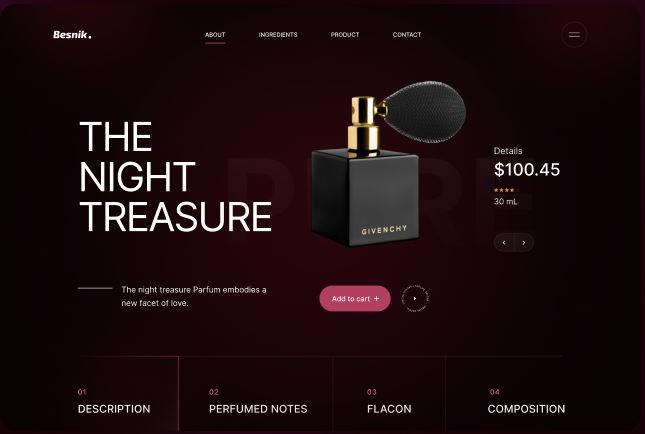 Besnik.
ABOUT
INGREDIENTS
PRODUCT
CONTACT
THE
NIGHT
TREASURE
GIVENCHY
Details
$100.45
30 mL
The night treasure Parfum embodies a
new facet of love.
Add to cart +
01
DESCRIPTION
02
PERFUMED NOTES
03
FLACON
04
COMPOSITION